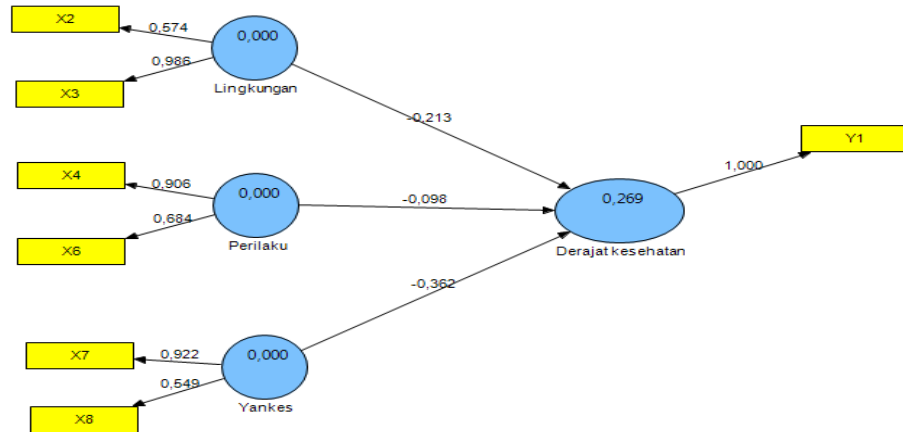 X2
0,574
0,000
0,986
X3
Lingkungan
-0,213
Y1
1,000
X4
0,906
0,000
-0,098
0,269
0,684
X6
Perilaku
Derajat kesehatan
-0,362
X7
0,922
0,000
0,549
X8
Yankes